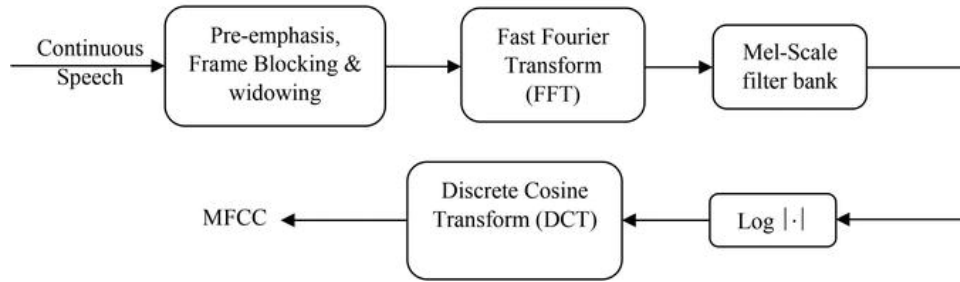 Continuous
Speech
Pre-emphasis,
Frame Blocking &
widowing
Fast Fourier
Transform
(FFT)
Mel-Scale
filter bank
MFCC
Discrete Cosine
Transform (DCT)
Log |·|